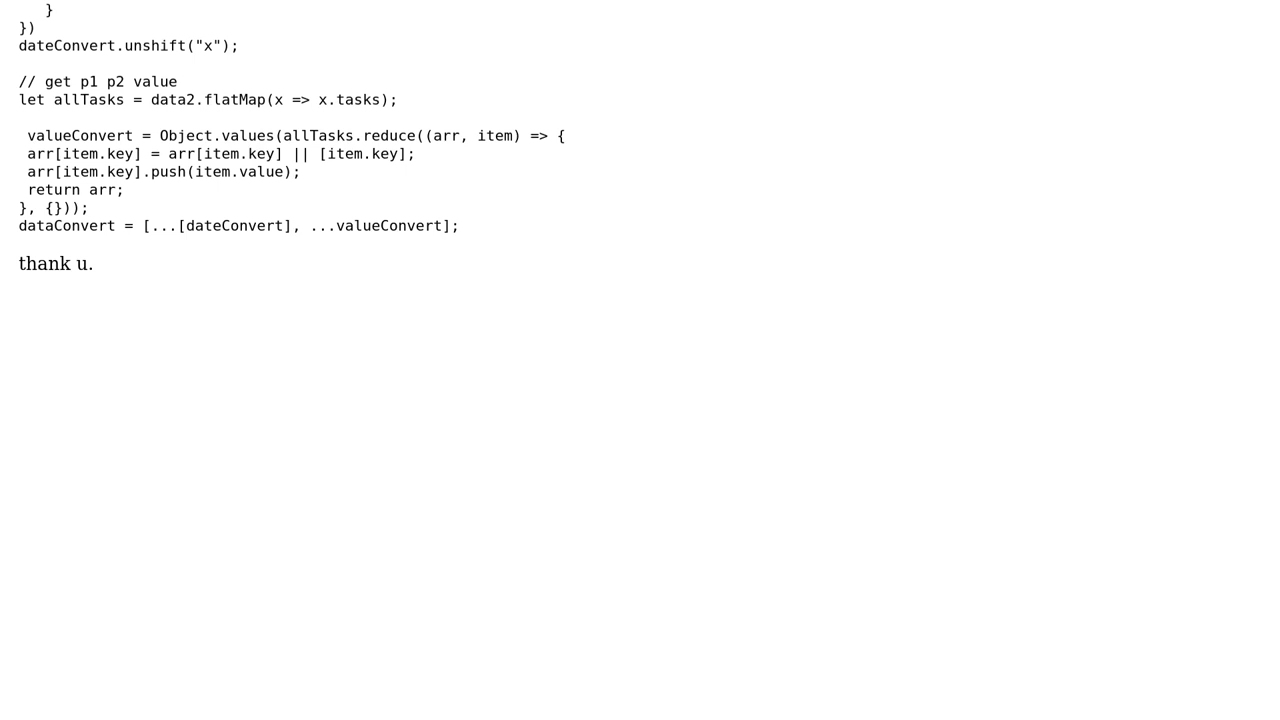 }
})
dateConvert.unshift("x");

// get p1 p2 value
let allTasks = data2.flatMap(x => x.tasks);

 valueConvert = Object.values(allTasks.reduce((arr, item) => {
 arr[item.key] = arr[item.key] || [item.key];
 arr[item.key].push(item.value);
 return arr;
}, {}));
dataConvert = [...[dateConvert], ...valueConvert];

thank u.